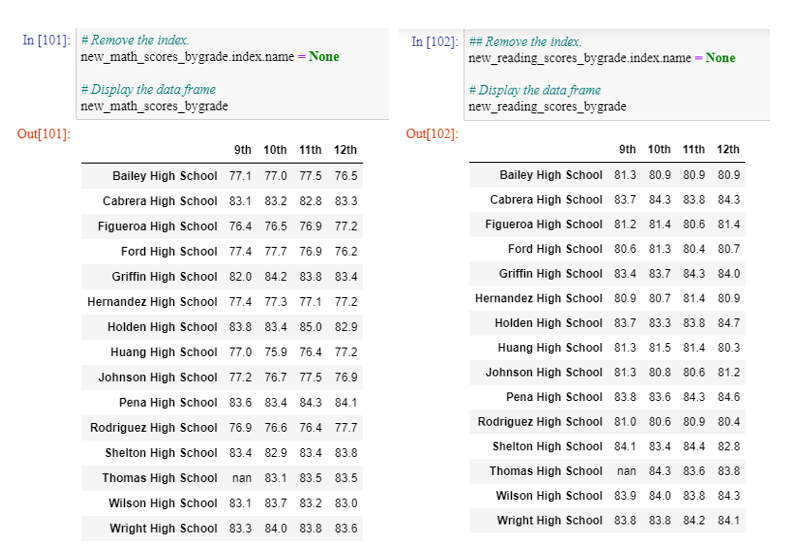 In [101]: # Remove the index.
new_math_scores_bygrade.index.name = None
# Display the data frame
new_math_scores_bygrade
Out[101]:
9th 10th 11th 12th
Bailey High School 77.1 77.0 77.5 76.5
Cabrera High School 83.1 83.2 82.8 83.3
Figueroa High School 76.4 76.5 76.9 77.2
Ford High School 77.4 77.7 76.9 76.2
Griffin High School 82.0 84.2 83.8 83.4
Hernandez High School 77.4 77.3 77.1 77.2
Holden High School 83.8 83.4 85.0 82.9
Huang High School 77.0 75.9 76.4 77.2
Johnson High School 77.2 76.7 77.5 76.9
Pena High School 83.6 83.4 84.3 84.1
Rodriguez High School 76.9 76.6 76.4 77.7
Shelton High School 83.4 82.9 83.4 83.8
Thomas High School nan 83.1 83.5 83.5
Wilson High School 83.1 83.7 83.2 83.0
Wright High School 83.3 84.0 83.8 83.6
In [102]: ## Remove the index.
new_reading_scores_bygrade.index.name = None
# Display the data frame
new_reading_scores_bygrade
Out[102]:
9th 10th 11th 12th
Bailey High School 81.3 80.9 80.9 80.9
Cabrera High School 83.7 84.3 83.8 84.3
Figueroa High School 81.2 81.4 80.6 81.4
Ford High School 80.6 81.3 80.4 80.7
Griffin High School 83.4 83.7 84.3 84.0
Hernandez High School 80.9 80.7 81.4 80.9
Holden High School 83.7 83.3 83.8 84.7
Huang High School 81.3 81.5 81.4 80.3
Johnson High School 81.3 80.8 80.6 81.2
Pena High School 83.8 83.6 84.3 84.6
Rodriguez High School 81.0 80.6 80.9 80.4
Shelton High School 84.1 83.4 84.4 82.8
Thomas High School nan 84.3 83.6 83.8
Wilson High School 83.9 84.0 83.8 84.3
Wright High School 83.8 83.8 84.2 84.1